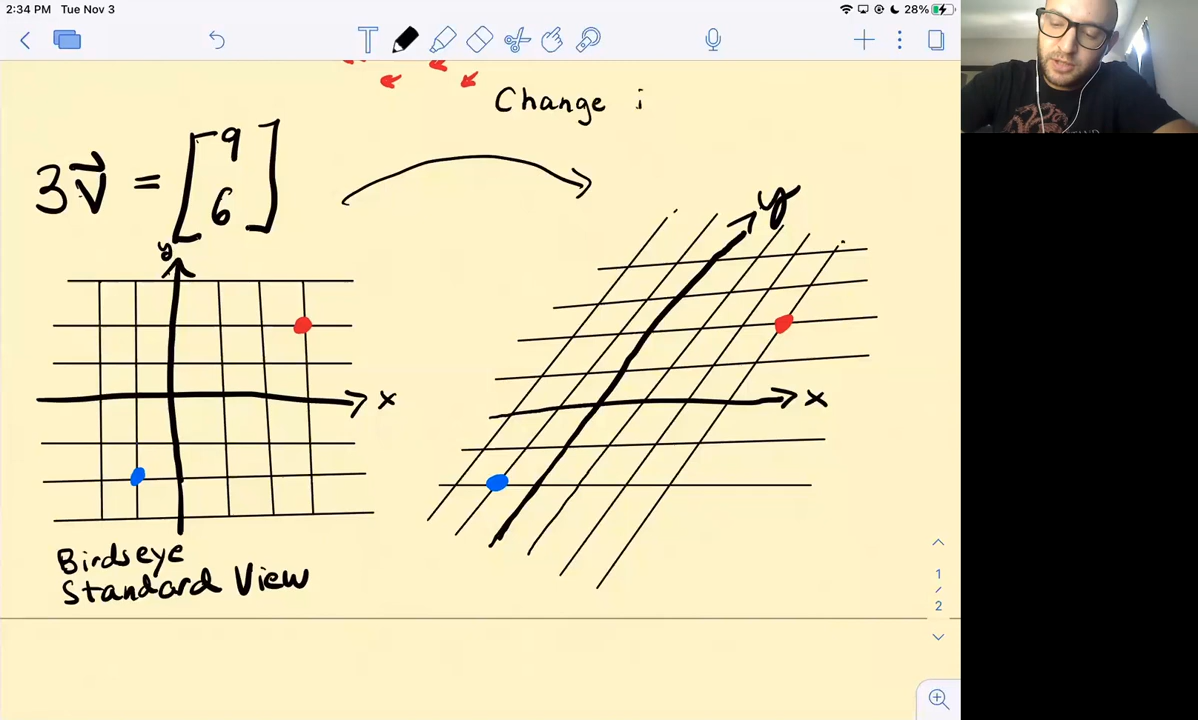 2:34 PM Tue Nov 3
28%
T
Change i
3v⃗ = [9
6]
y
x
y
x
Birdseye
Standard View
1
/
2